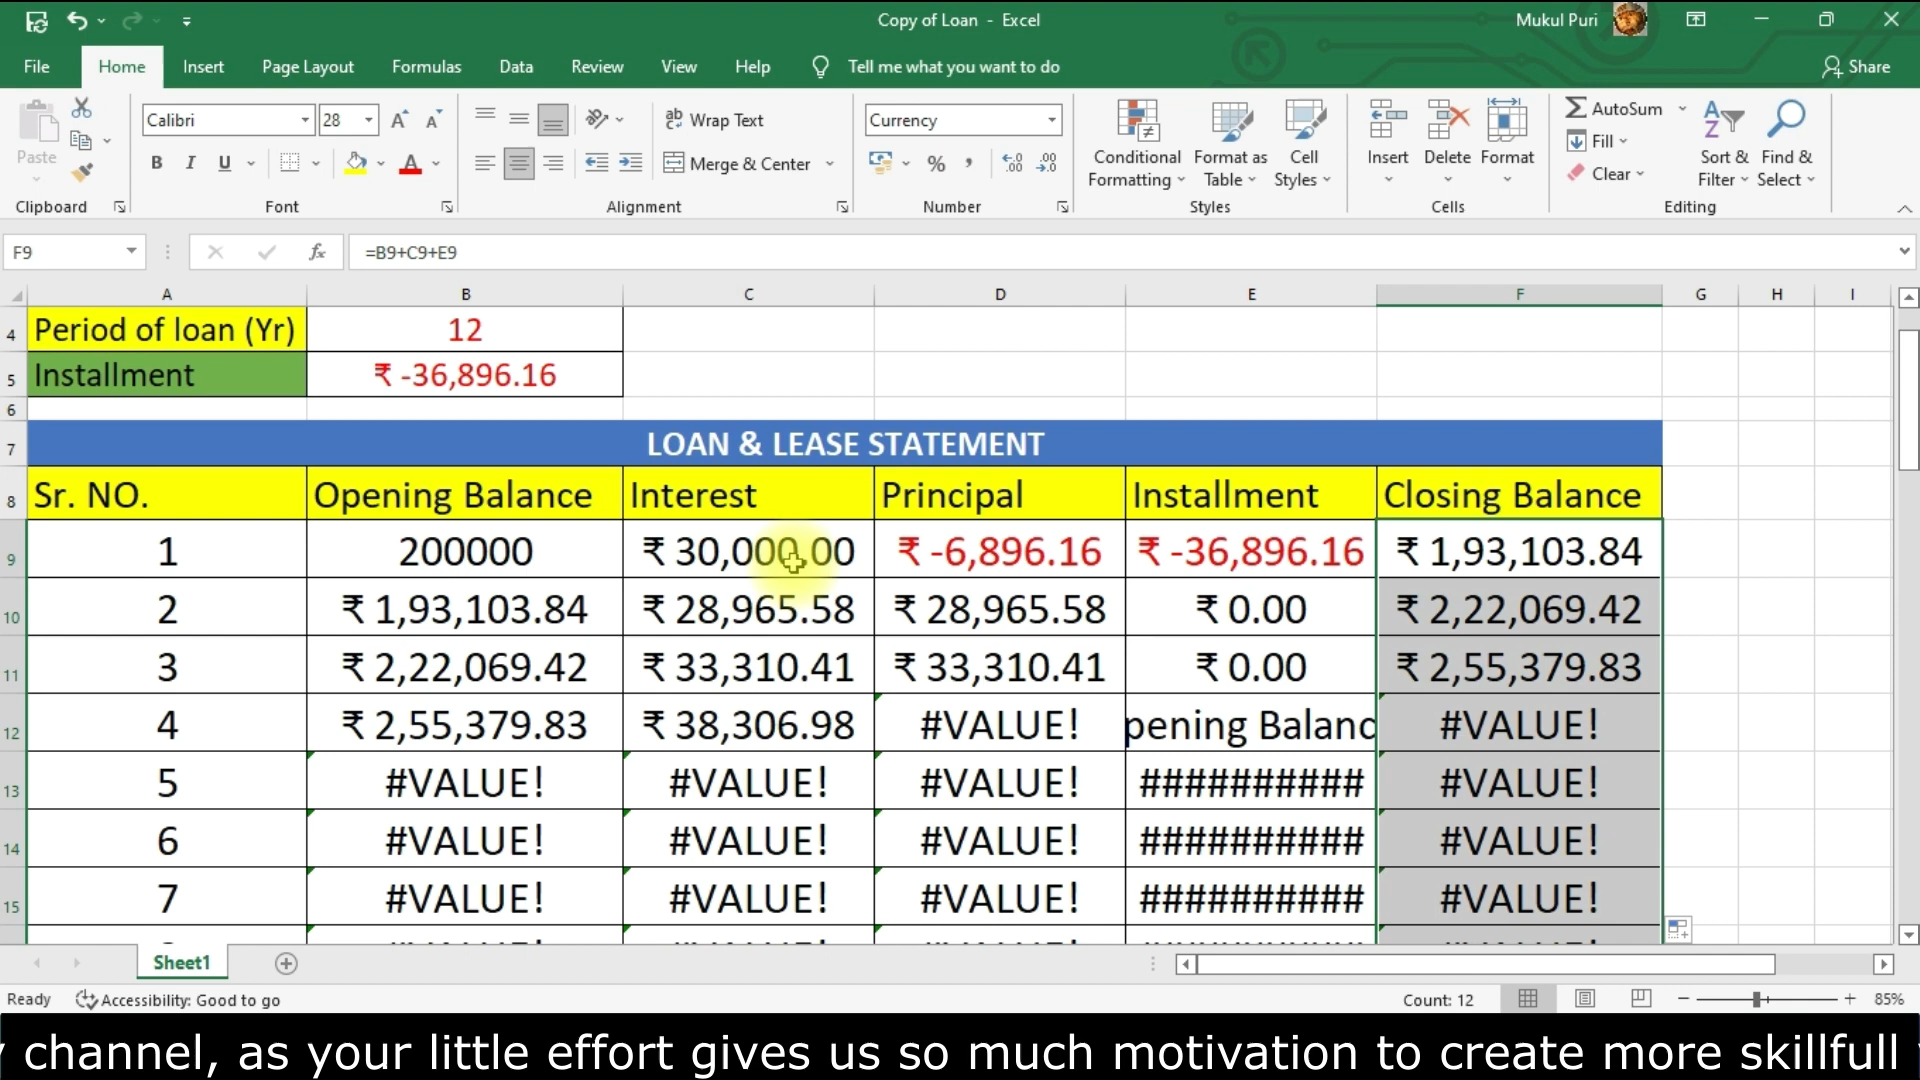 Copy of Loan - Excel
Mukul Puri
File Home Insert Page Layout Formulas Data Review View Help Tell me what you want to do Share
Calibri 28 Wrap Text Currency AutoSum
Paste B I U Merge & Center % , Conditional Formatting Format as Table Cell Styles Insert Delete Format Fill Clear Sort & Filter Find & Select
Clipboard Font Alignment Number Styles Cells Editing
F9 fx =B9+C9+E9
A B C D E F G H I
4 Period of loan (Yr) 12
5 Installment ₹ -36,896.16
6
7 LOAN & LEASE STATEMENT
8 Sr. NO. Opening Balance Interest Principal Installment Closing Balance
9 1 200000 ₹ 30,000.00 ₹ -6,896.16 ₹ -36,896.16 ₹ 1,93,103.84
10 2 ₹ 1,93,103.84 ₹ 28,965.58 ₹ 28,965.58 ₹ 0.00 ₹ 2,22,069.42
11 3 ₹ 2,22,069.42 ₹ 33,310.41 ₹ 33,310.41 ₹ 0.00 ₹ 2,55,379.83
12 4 ₹ 2,55,379.83 ₹ 38,306.98 #VALUE! pening Balanc #VALUE!
13 5 #VALUE! #VALUE! #VALUE! ########## #VALUE!
14 6 #VALUE! #VALUE! #VALUE! ########## #VALUE!
15 7 #VALUE! #VALUE! #VALUE! ########## #VALUE!
Sheet1
Ready Accessibility: Good to go Count: 12 85%
channel, as your little effort gives us so much motivation to create more skillfull